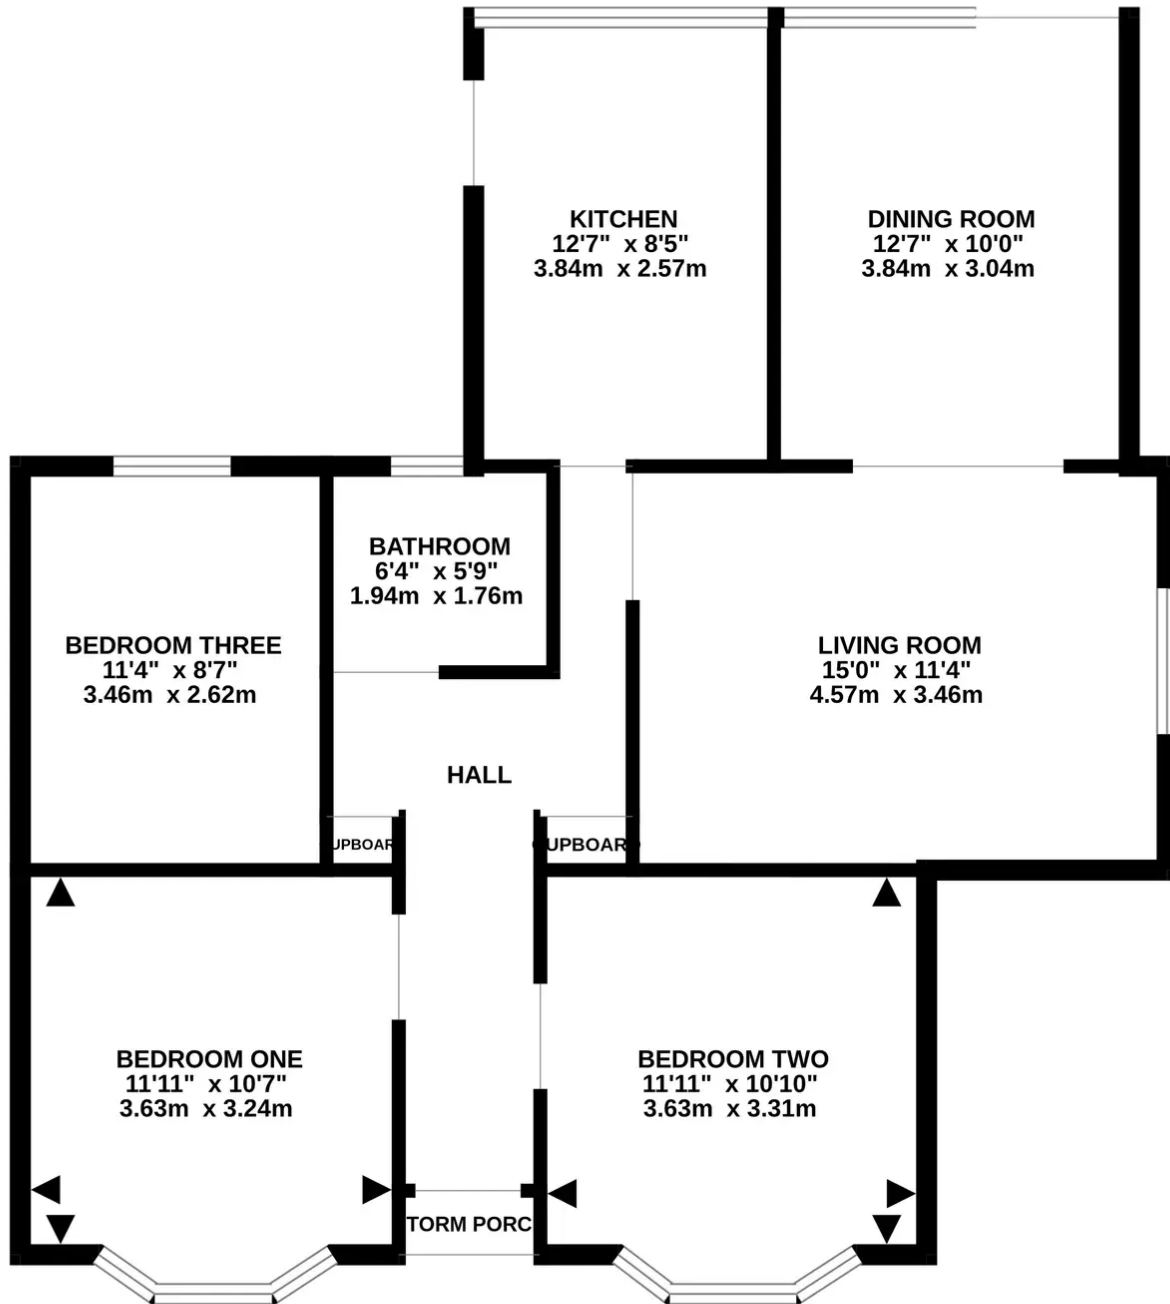 KITCHEN
12'7" x 8'5"
3.84m x 2.57m
DINING ROOM
12'7" x 10'0"
3.84m x 3.04m
BATHROOM
6'4" x 5'9"
1.94m x 1.76m
BEDROOM THREE
11'4" x 8'7"
3.46m x 2.62m
LIVING ROOM
15'0" x 11'4"
4.57m x 3.46m
HALL
UPBOAR
UPBOARD
BEDROOM ONE
11'11" x 10'7"
3.63m x 3.24m
BEDROOM TWO
11'11" x 10'10"
3.63m x 3.31m
TORM PORC